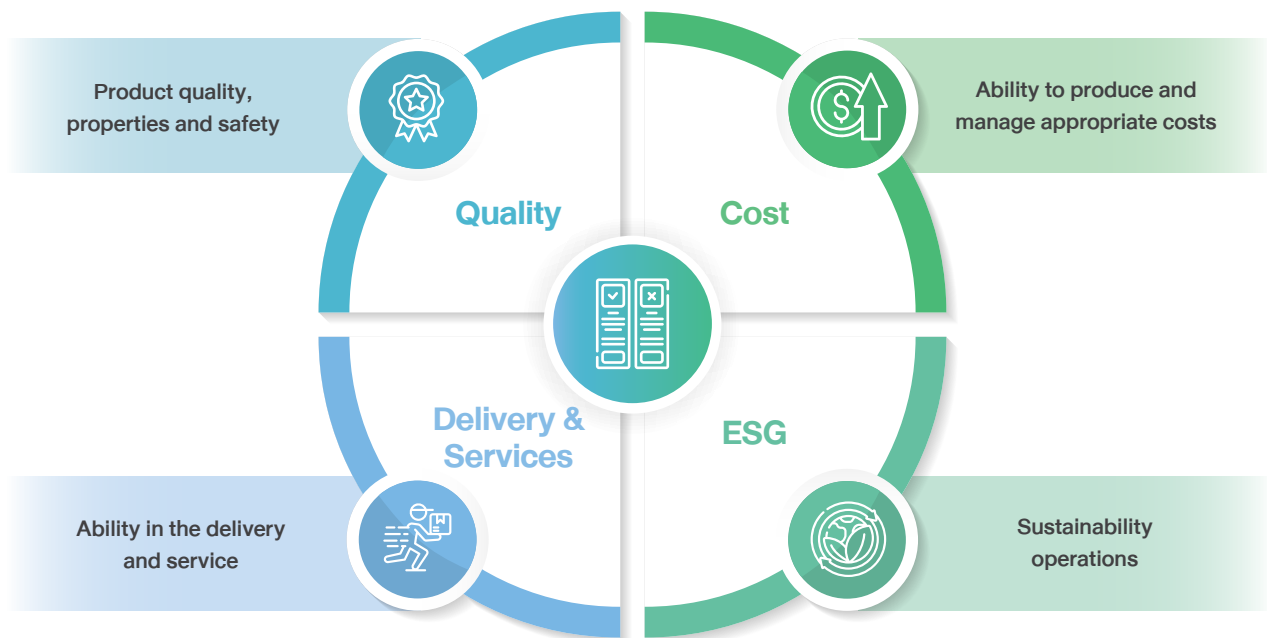 Product quality,
properties and safety
Ability to produce and
manage appropriate costs
Quality
Cost
Delivery &
Services
ESG
Ability in the delivery
and service
Sustainability
operations